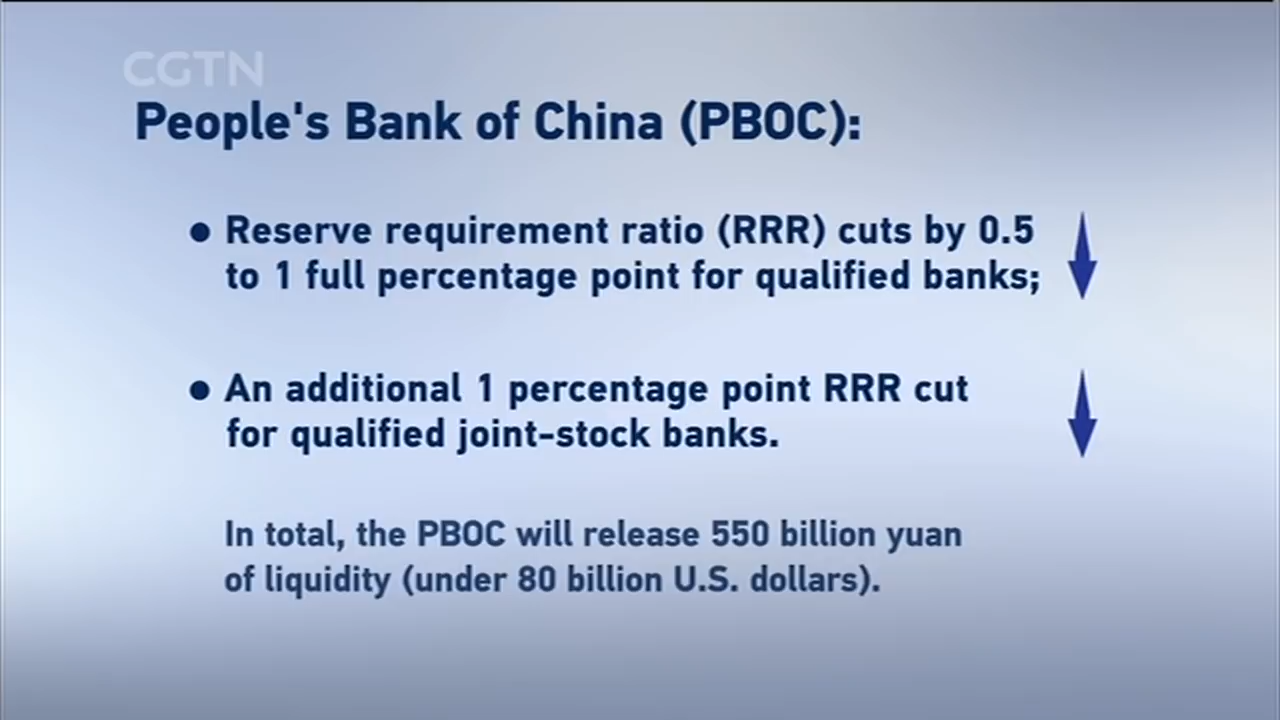 CGTN
People's Bank of China (PBOC):
● Reserve requirement ratio (RRR) cuts by 0.5
to 1 full percentage point for qualified banks;
● An additional 1 percentage point RRR cut
for qualified joint-stock banks.
In total, the PBOC will release 550 billion yuan
of liquidity (under 80 billion U.S. dollars).